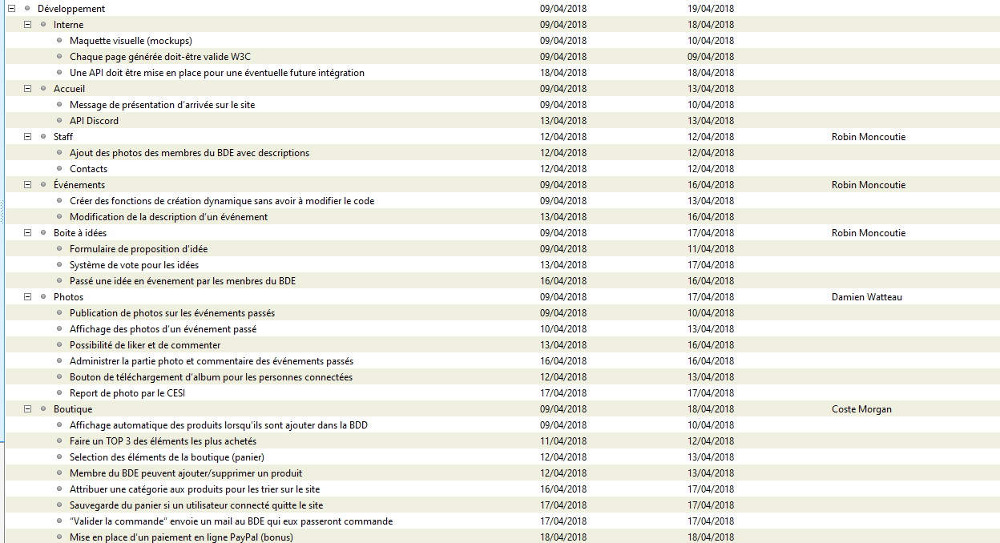 Développement 09/04/2018 19/04/2018
Interne 09/04/2018 18/04/2018
Maquette visuelle (mockups) 09/04/2018 10/04/2018
Chaque page générée doit-être valide W3C 09/04/2018 09/04/2018
Une API doit être mise en place pour une éventuelle future intégration 18/04/2018 18/04/2018
Accueil 09/04/2018 13/04/2018
Message de présentation d'arrivée sur le site 09/04/2018 10/04/2018
API Discord 13/04/2018 13/04/2018
Staff 12/04/2018 12/04/2018 Robin Moncoutie
Ajout des photos des membres du BDE avec descriptions 12/04/2018 12/04/2018
Contacts 12/04/2018 12/04/2018
Événements 09/04/2018 16/04/2018 Robin Moncoutie
Créer des fonctions de création dynamique sans avoir à modifier le code 09/04/2018 13/04/2018
Modification de la description d'un événement 13/04/2018 16/04/2018
Boite à idées 09/04/2018 17/04/2018 Robin Moncoutie
Formulaire de proposition d'idée 09/04/2018 11/04/2018
Système de vote pour les idées 13/04/2018 17/04/2018
Passé une idée en évenement par les menbres du BDE 16/04/2018 16/04/2018
Photos 09/04/2018 17/04/2018 Damien Watteau
Publication de photos sur les événements passés 09/04/2018 10/04/2018
Affichage des photos d'un événement passé 10/04/2018 13/04/2018
Possibilité de liker et de commenter 13/04/2018 16/04/2018
Administrer la partie photo et commentaire des événements passés 16/04/2018 16/04/2018
Bouton de téléchargement d'album pour les personnes connectées 12/04/2018 13/04/2018
Report de photo par le CESI 17/04/2018 17/04/2018
Boutique 09/04/2018 18/04/2018 Coste Morgan
Affichage automatique des produits lorsqu'ils sont ajouter dans la BDD 09/04/2018 10/04/2018
Faire un TOP 3 des éléments les plus achetés 11/04/2018 12/04/2018
Selection des éléments de la boutique (panier) 12/04/2018 13/04/2018
Membre du BDE peuvent ajouter/supprimer un produit 12/04/2018 13/04/2018
Attribuer une catégorie aux produits pour les trier sur le site 16/04/2018 17/04/2018
Sauvegarde du panier si un utilisateur connecté quitte le site 17/04/2018 17/04/2018
"Valider la commande" envoie un mail au BDE qui eux passeront commande 17/04/2018 17/04/2018
Mise en place d'un paiement en ligne PayPal (bonus) 18/04/2018 18/04/2018